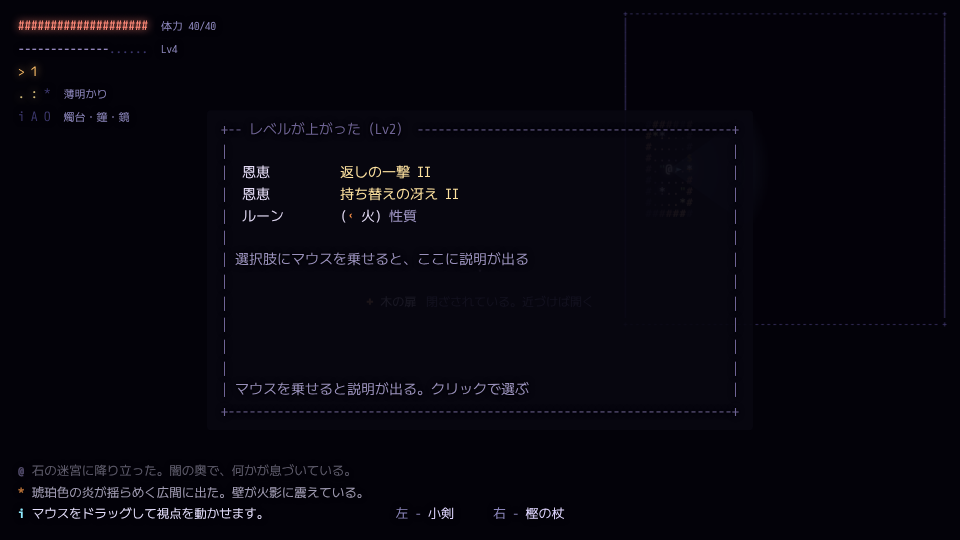 #################### 体力 40/40
--------------...... Lv4
> 1
. : * 薄明かり
i A O 燭台・鐘・鏡
+-- レベルが上がった (Lv2) --------------------------------------------+
恩恵 返しの一撃 II
恩恵 持ち替えの冴え II
ルーン (‹ 火) 性質
選択肢にマウスを乗せると、ここに説明が出る
木の扉 閉ざされている。近づけば開く
マウスを乗せると説明が出る。クリックで選ぶ
@ 石の迷宮に降り立った。闇の奥で、何かが息づいている。
* 琥珀色の炎が揺らめく広間に出た。壁が火影に震えている。
i マウスをドラッグして視点を動かせます。 左 - 小剣 右 - 樫の杖